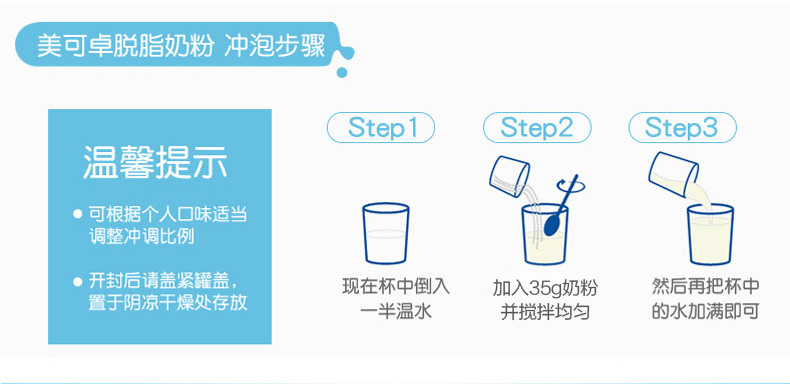 美可卓脱脂奶粉 冲泡步骤
温馨提示
可根据个人口味适当
调整冲调比例
开封后请盖紧罐盖,
置于阴凉干燥处存放
Step1
现在杯中倒入
一半温水
Step2
加入35g奶粉
并搅拌均匀
Step3
然后再把杯中
的水加满即可